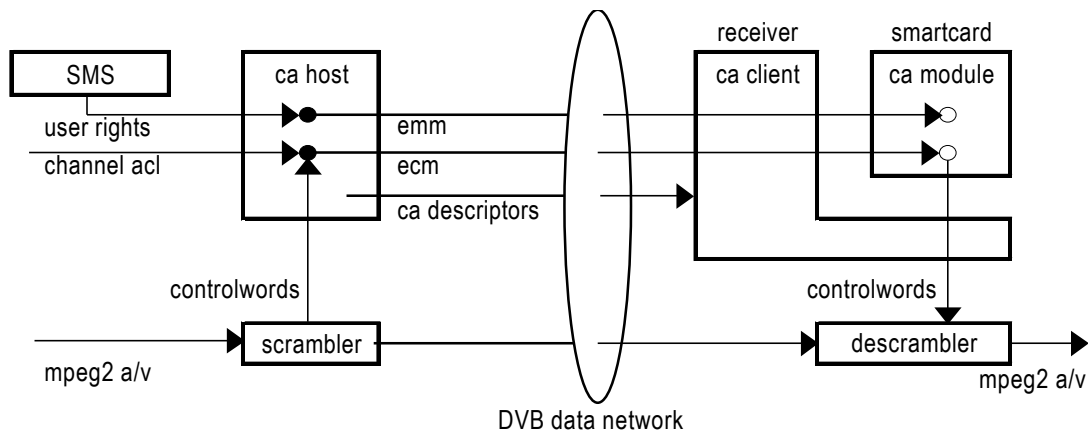 receiver
smartcard
SMS
ca host
ca client
ca module
user rights
emm
channel acl
ecm
ca descriptors
controlwords
controlwords
scrambler
descrambler
mpeg2 a/v
mpeg2 a/v
DVB data network